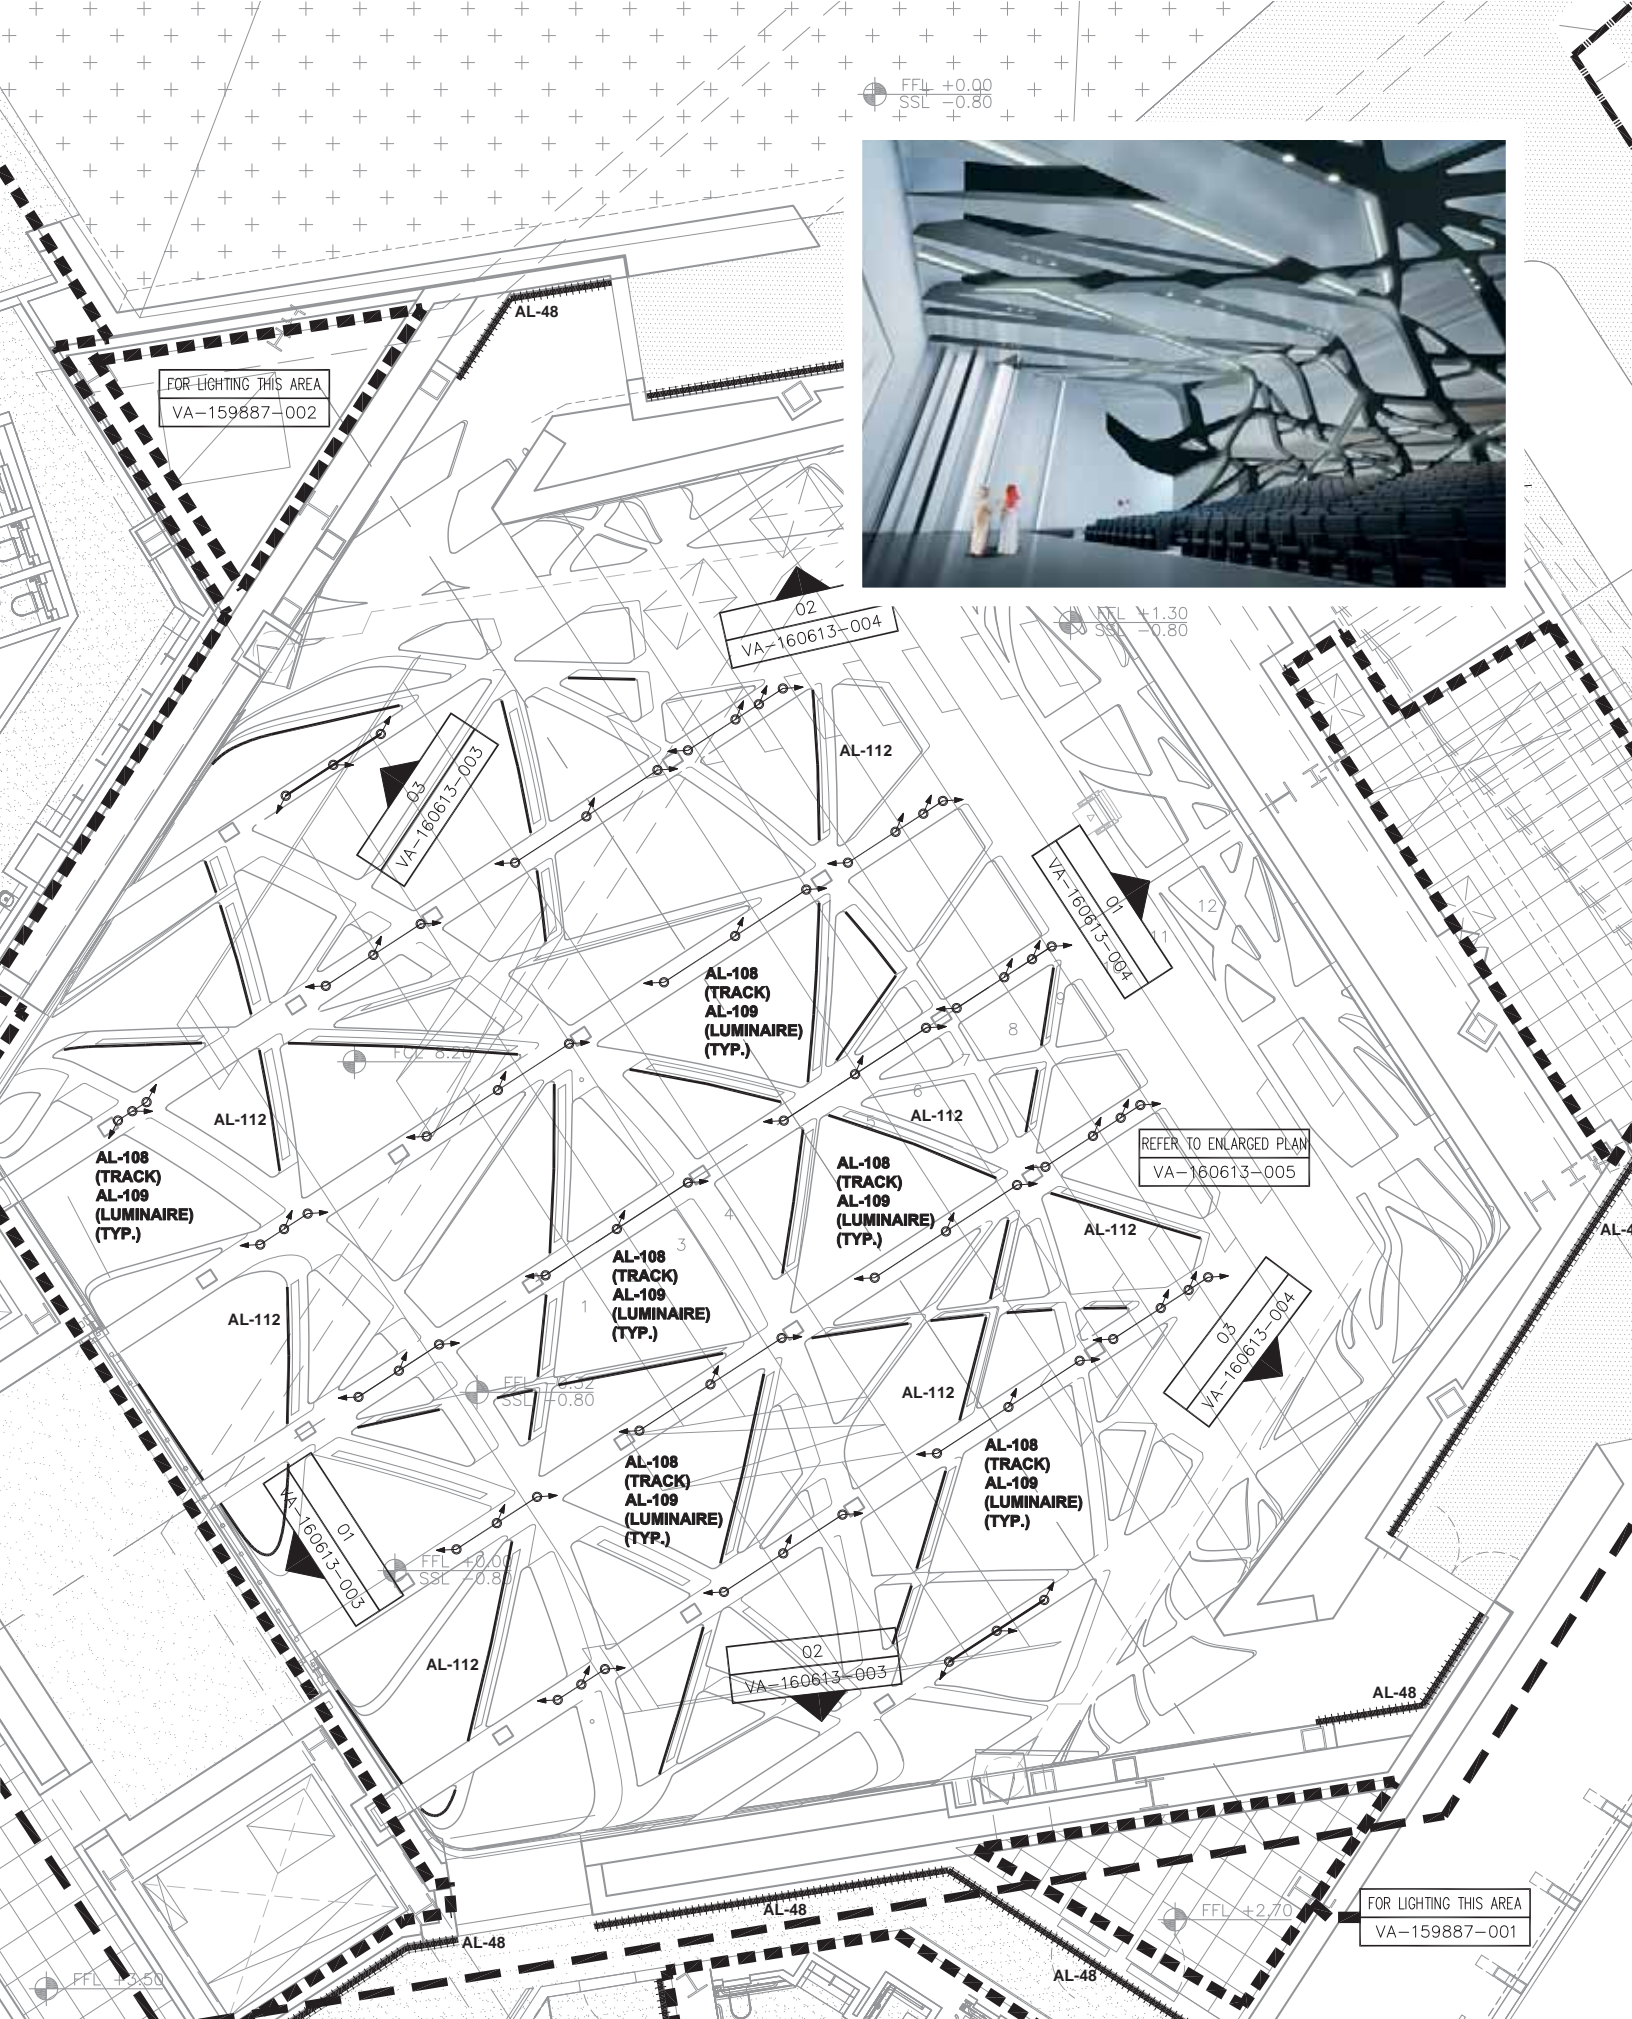 FFL +0.00
SSL -0.80
AL-48
FOR LIGHTING THIS AREA
VA-159887-002
02
VA-160613-004
FFL +1.30
SSL -0.80
03
VA-160613-003
AL-112
01
VA-160613-004
12
11
9
8
7
6
5
AL-108
(TRACK)
AL-109
(LUMINAIRE)
(TYP.)
FCL 8.20
AL-112
AL-112
AL-108
(TRACK)
AL-109
(LUMINAIRE)
(TYP.)
AL-108
(TRACK)
AL-109
(LUMINAIRE)
(TYP.)
REFER TO ENLARGED PLAN
VA-160613-005
AL-112
4
3
1
AL-108
(TRACK)
AL-109
(LUMINAIRE)
(TYP.)
AL-112
03
VA-160613-004
SSL -0.80
AL-112
AL-108
(TRACK)
AL-109
(LUMINAIRE)
(TYP.)
AL-108
(TRACK)
AL-109
(LUMINAIRE)
(TYP.)
01
VA-160613-003
FFL +0.00
SSL -0.80
AL-112
02
VA-160613-003
AL-48
AL-48
AL-48
AL-48
FFL +2.70
FOR LIGHTING THIS AREA
VA-159887-001
FFL +3.50